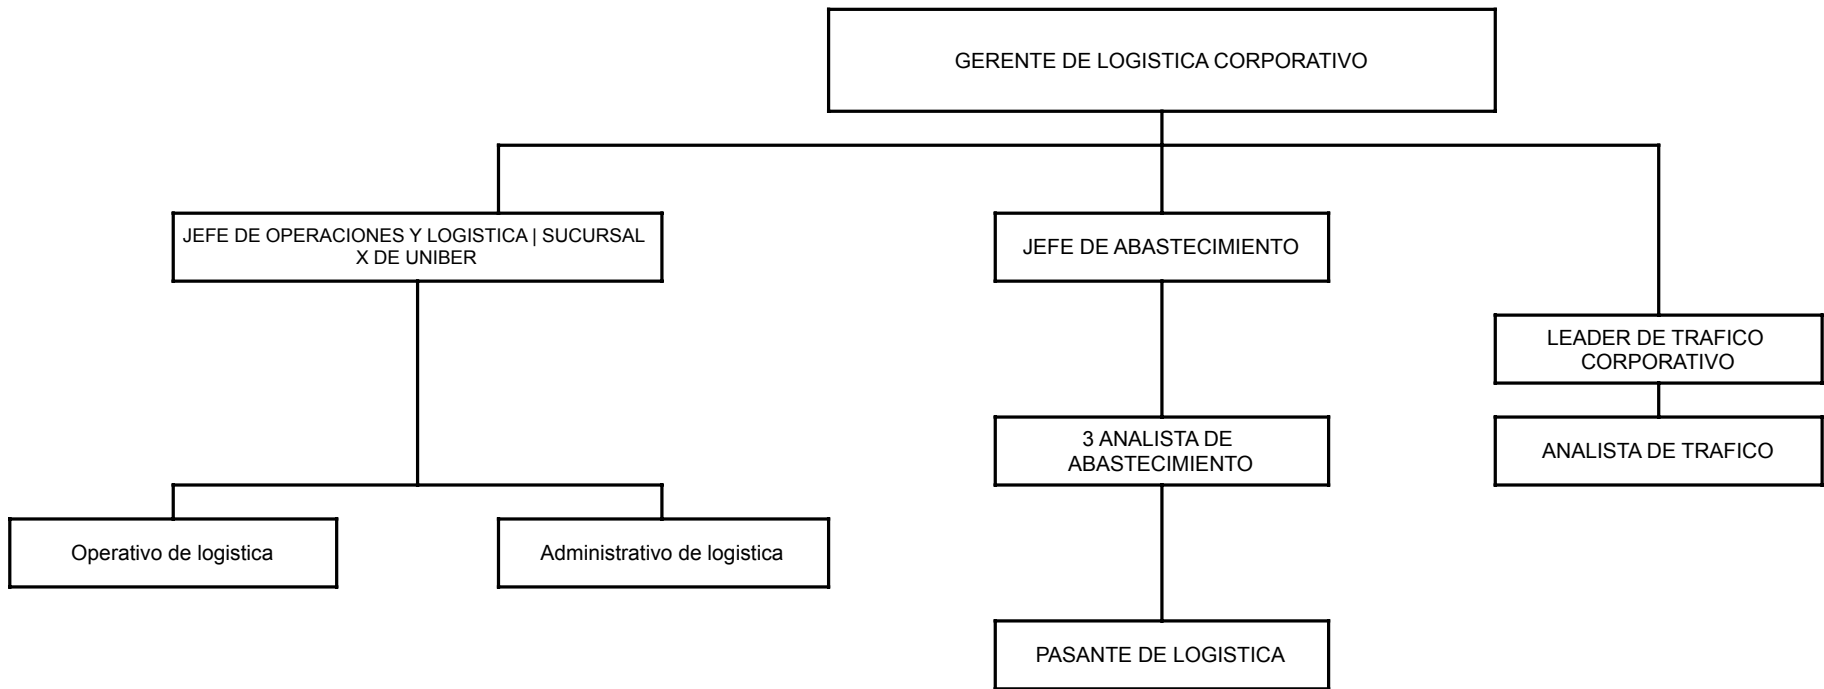 GERENTE DE LOGISTICA CORPORATIVO
JEFE DE OPERACIONES Y LOGISTICA | SUCURSAL
X DE UNIBER
JEFE DE ABASTECIMIENTO
LEADER DE TRAFICO
CORPORATIVO
3 ANALISTA DE
ABASTECIMIENTO
ANALISTA DE TRAFICO
Operativo de logistica
Administrativo de logistica
PASANTE DE LOGISTICA